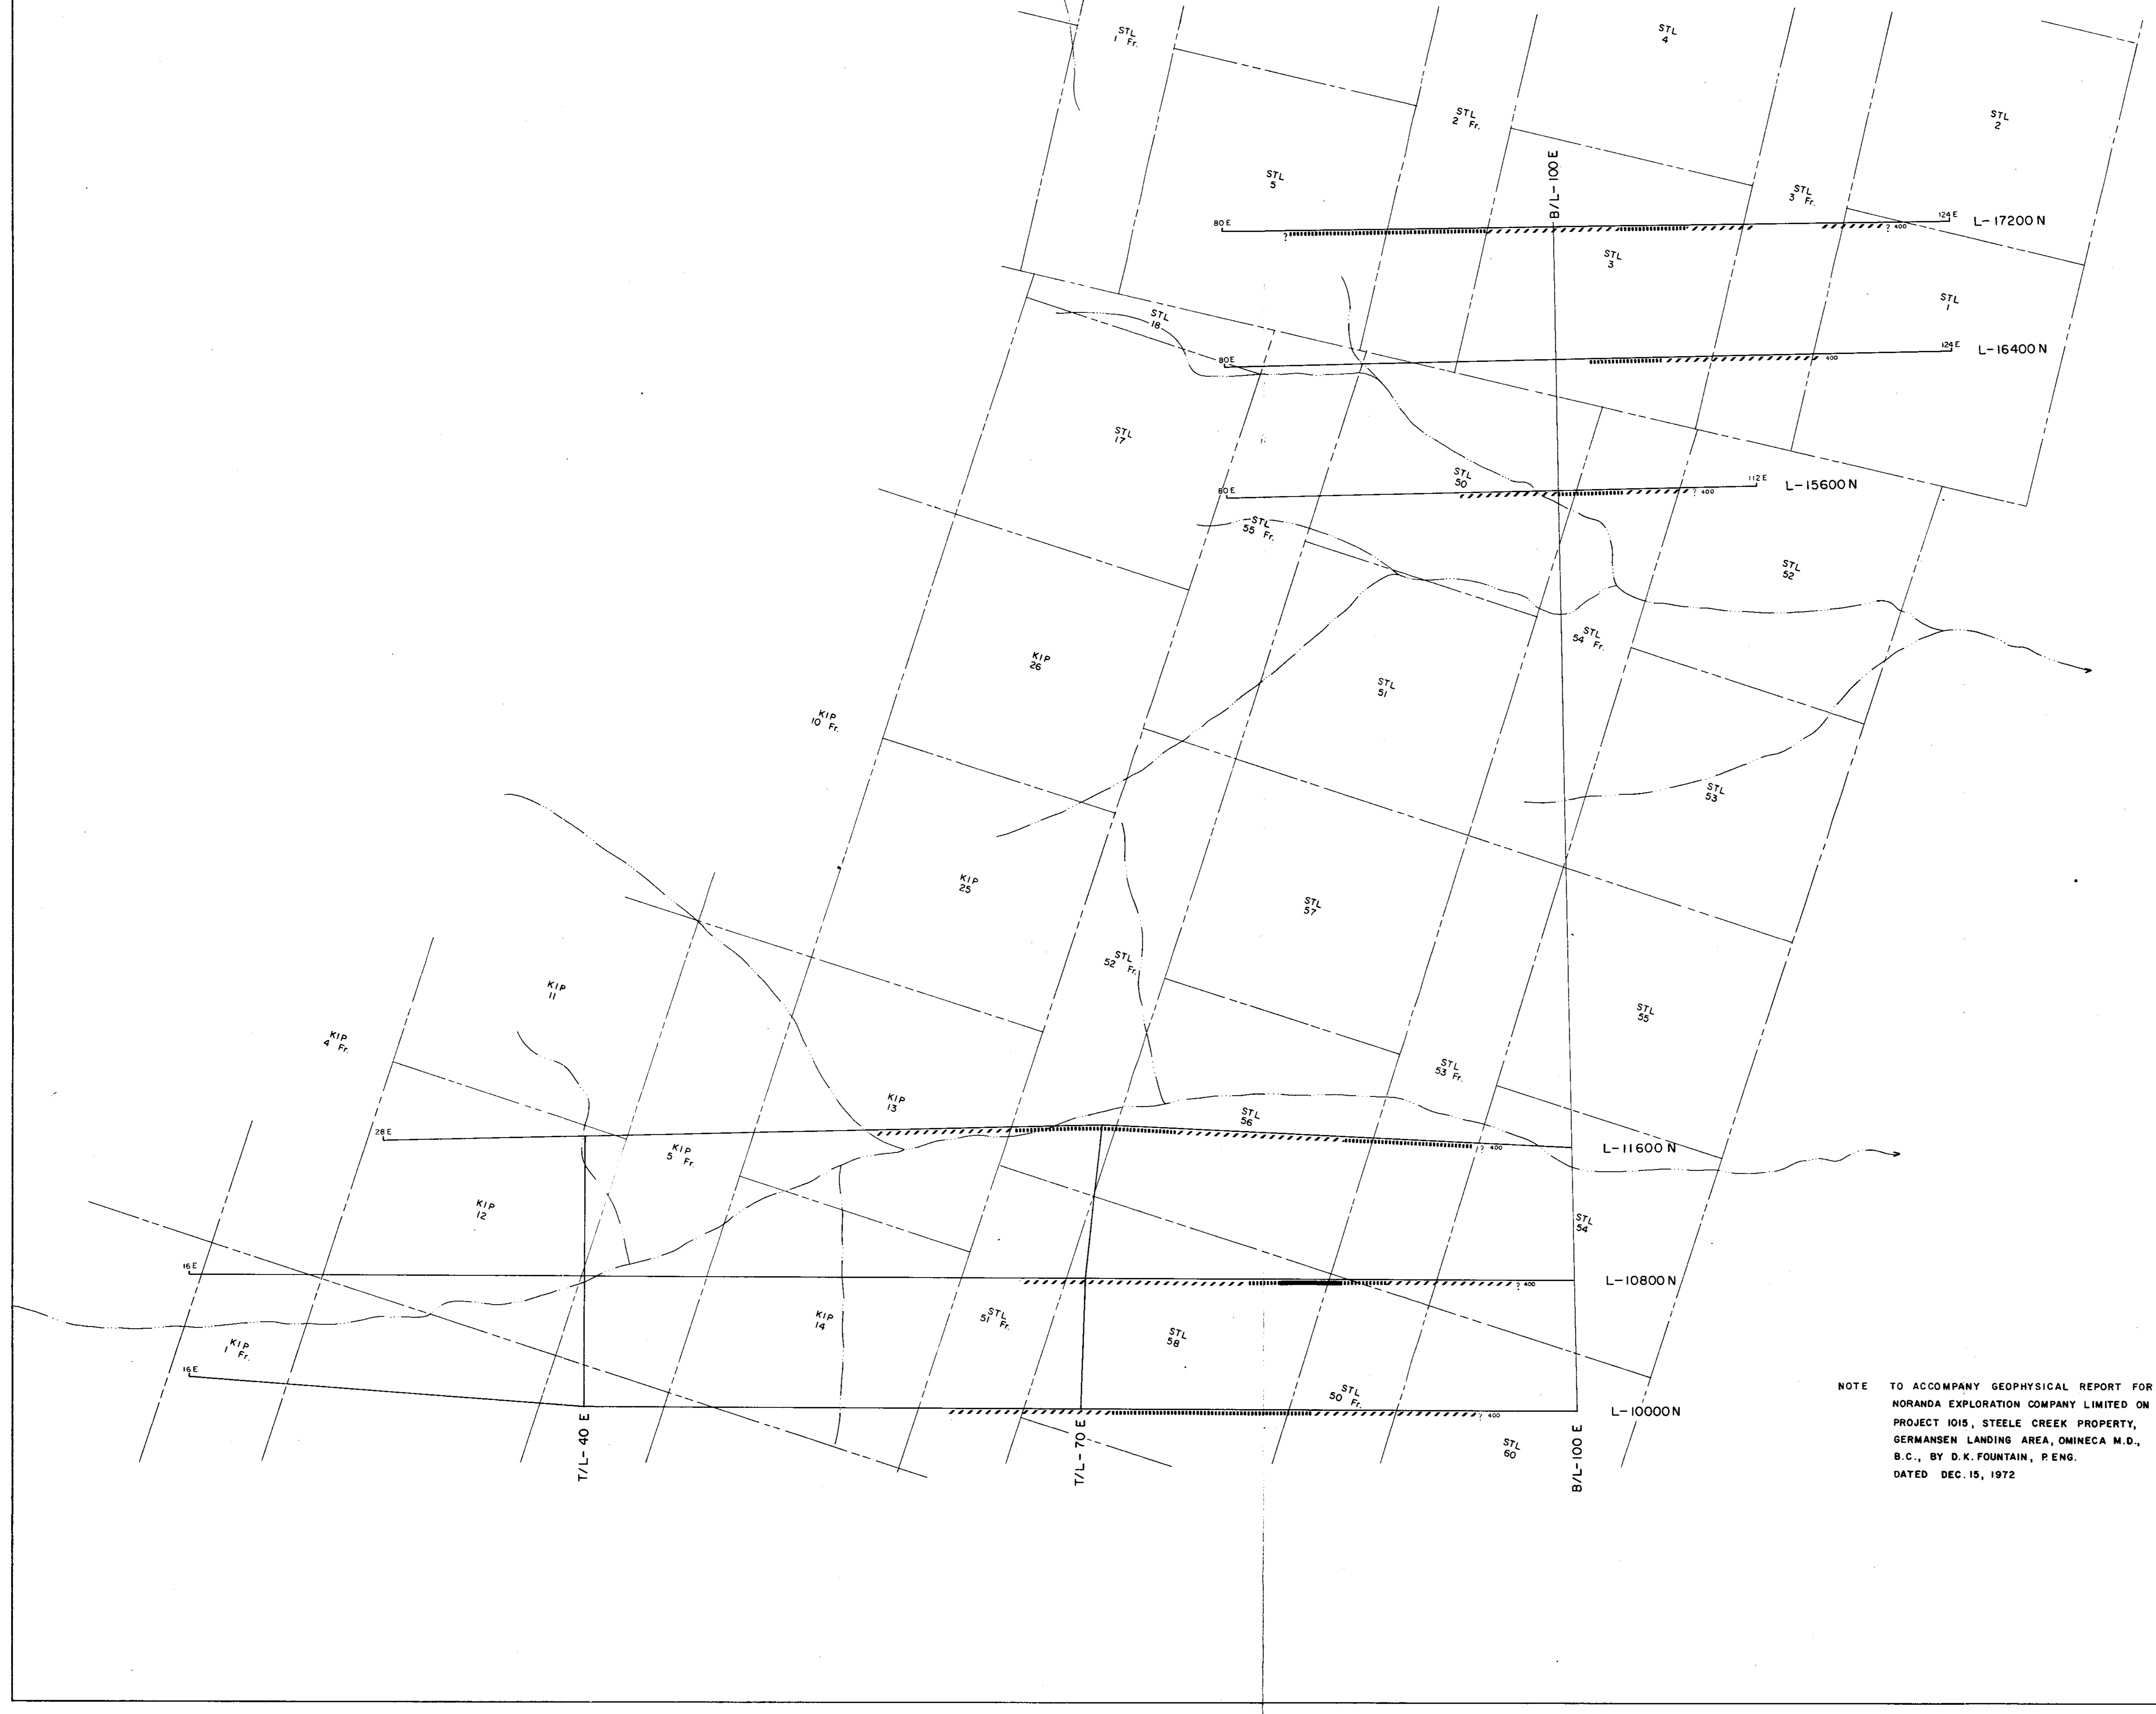 STL
1 Fr.
STL
4
STL
2 Fr.
STL
2
STL
5
B/L-100 E
STL
3 Fr.
80 E
124 E
L-17200 N
? ? 400
STL
3
STL
1
STL
18
80E
124 E
L-16400 N
400
STL
17
STL
50
80 E
112 E
L-15600 N
? 400
STL
55 Fr.
STL
52
STL
54 Fr.
KIP
26
STL
51
KIP
10 Fr.
STL
53
KIP
25
STL
57
STL
52 Fr.
KIP
11
STL
55
KIP
4 Fr.
STL
53 Fr.
KIP
13
STL
56
28 E
? 400
L-11600 N
KIP
5 Fr.
KIP
12
STL
54
16 E
? 400
L-10800 N
KIP
14
STL
51 Fr.
STL
58
KIP
1 Fr.
16 E
STL
50 Fr.
? 400
L-10000 N
T/L-40 E
T/L-70 E
B/L-100 E
STL
60
NOTE TO ACCOMPANY GEOPHYSICAL REPORT FOR
NORANDA EXPLORATION COMPANY LIMITED ON
PROJECT 1015, STEELE CREEK PROPERTY,
GERMANSEN LANDING AREA, OMINECA M.D.,
B.C., BY D.K. FOUNTAIN, P. ENG.
DATED DEC. 15, 1972